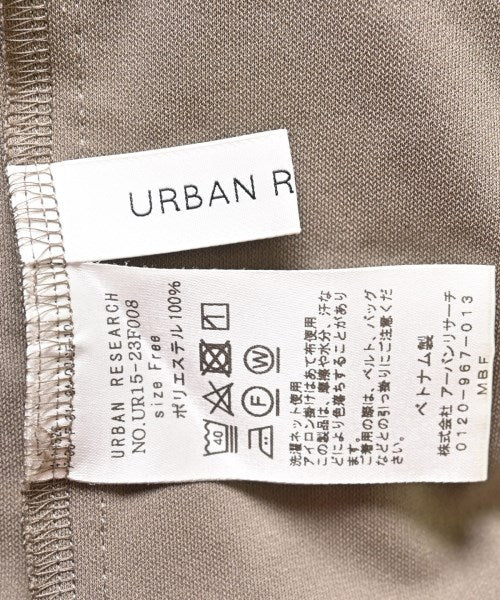 URBAN R
URBAN RESEARCH
NO.UR15-23F008
size Free
ポリエステル100%
40
F
W
洗濯ネット使用
アイロン掛けはあて布使用
この製品は、摩擦や水分、汗な
どにより色落ちすることがあり
ます。
ご着用の際は、ベルト、バッグ
などとの引っ掛りにご注意くだ
さい。
ベトナム製
株式会社 アーバンリサーチ
0120-967-013
MBF